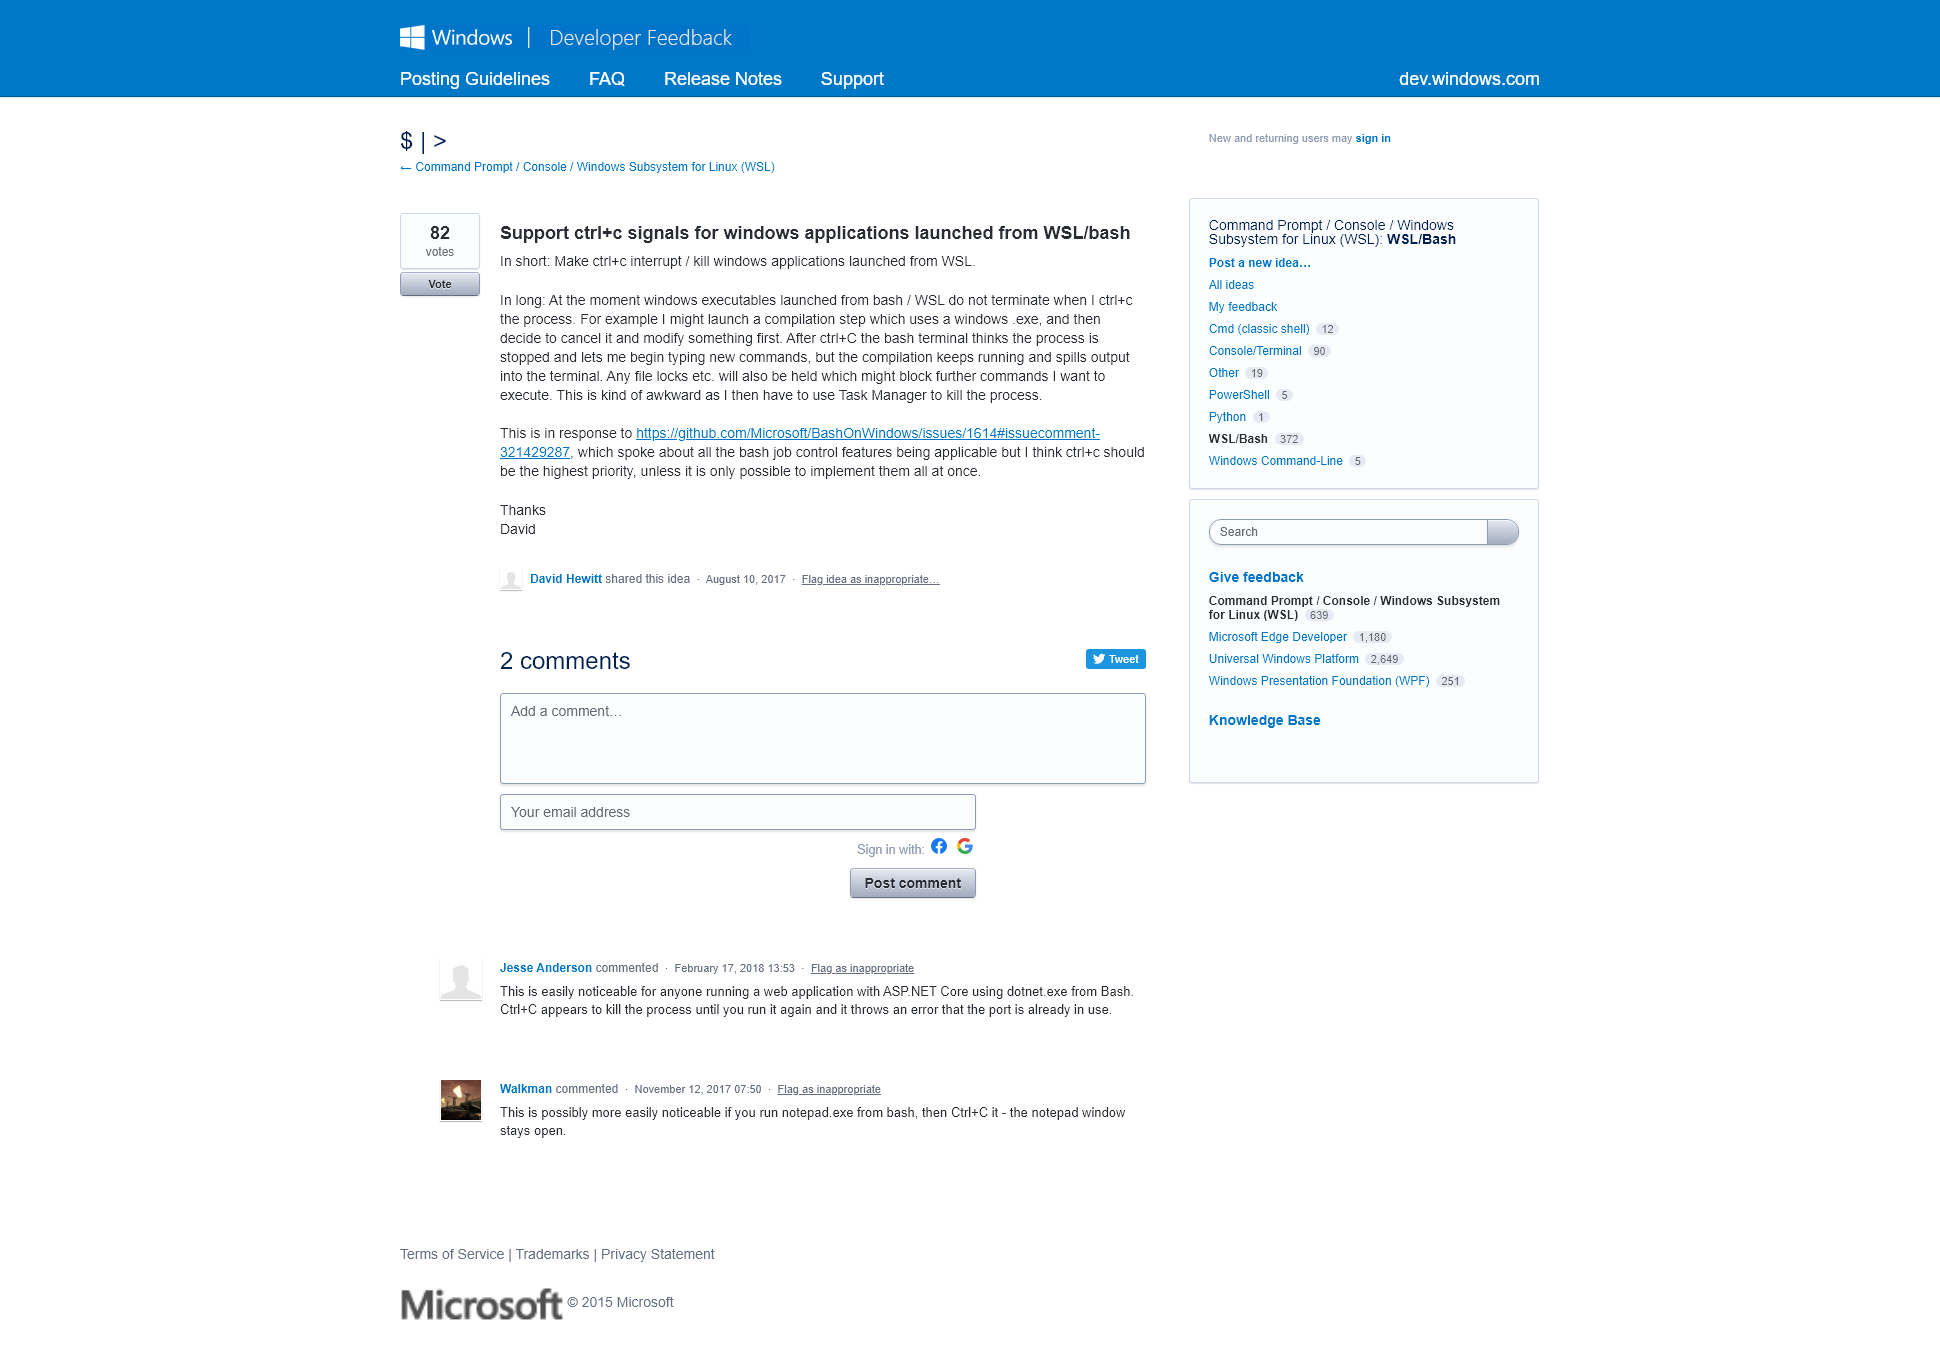 Windows | Developer Feedback
Posting Guidelines FAQ Release Notes Support dev.windows.com
$ | >
← Command Prompt / Console / Windows Subsystem for Linux (WSL)
New and returning users may sign in
82
votes
Vote
Support ctrl+c signals for windows applications launched from WSL/bash
In short: Make ctrl+c interrupt / kill windows applications launched from WSL.
In long: At the moment windows executables launched from bash / WSL do not terminate when I ctrl+c
the process. For example I might launch a compilation step which uses a windows .exe, and then
decide to cancel it and modify something first. After ctrl+C the bash terminal thinks the process is
stopped and lets me begin typing new commands, but the compilation keeps running and spills output
into the terminal. Any file locks etc. will also be held which might block further commands I want to
execute. This is kind of awkward as I then have to use Task Manager to kill the process.
This is in response to https://github.com/Microsoft/BashOnWindows/issues/1614#issuecomment-
321429287, which spoke about all the bash job control features being applicable but I think ctrl+c should
be the highest priority, unless it is only possible to implement them all at once.
Thanks
David
David Hewitt shared this idea · August 10, 2017 · Flag idea as inappropriate…
2 comments
Tweet
Add a comment…
Your email address
Sign in with:
Post comment
Jesse Anderson commented · February 17, 2018 13:53 · Flag as inappropriate
This is easily noticeable for anyone running a web application with ASP.NET Core using dotnet.exe from Bash.
Ctrl+C appears to kill the process until you run it again and it throws an error that the port is already in use.
Walkman commented · November 12, 2017 07:50 · Flag as inappropriate
This is possibly more easily noticeable if you run notepad.exe from bash, then Ctrl+C it - the notepad window
stays open.
Command Prompt / Console / Windows
Subsystem for Linux (WSL): WSL/Bash
Post a new idea…
All ideas
My feedback
Cmd (classic shell) 12
Console/Terminal 90
Other 19
PowerShell 5
Python 1
WSL/Bash 372
Windows Command-Line 5
Search
Give feedback
Command Prompt / Console / Windows Subsystem
for Linux (WSL) 639
Microsoft Edge Developer 1,180
Universal Windows Platform 2,649
Windows Presentation Foundation (WPF) 251
Knowledge Base
Terms of Service | Trademarks | Privacy Statement
Microsoft © 2015 Microsoft